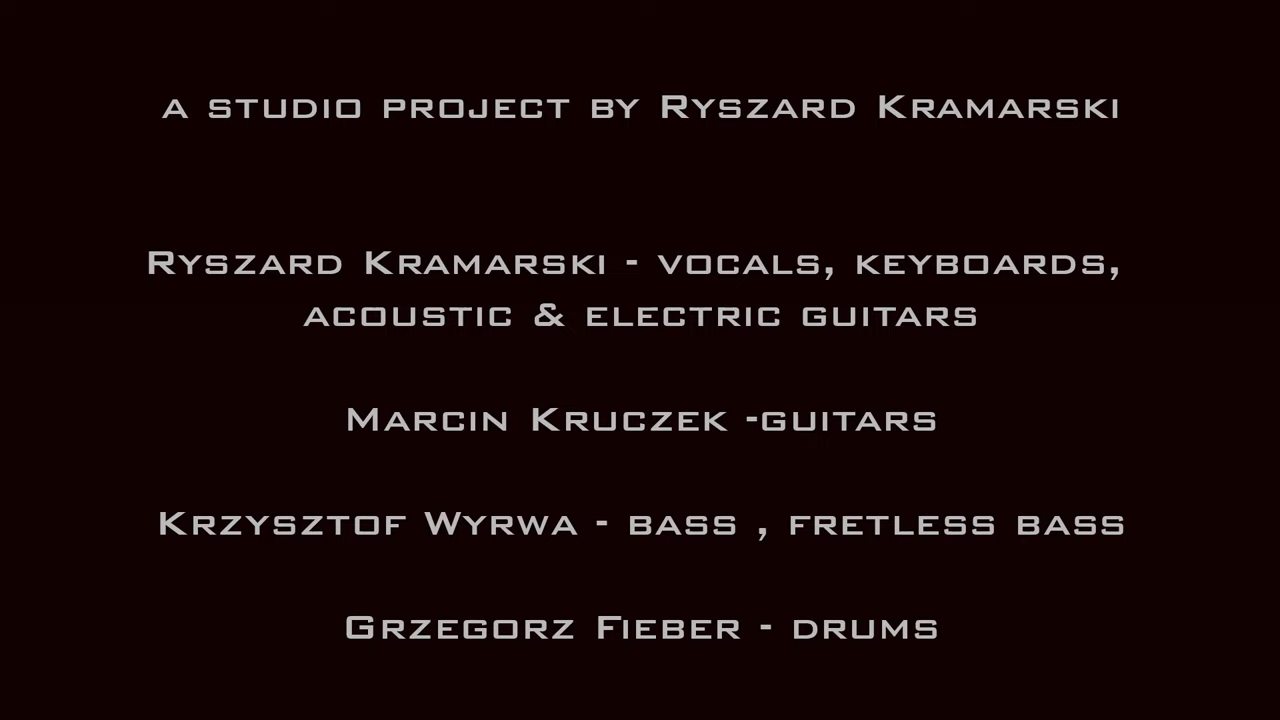 a studio project by Ryszard Kramarski
Ryszard Kramarski - vocals, keyboards,
acoustic & electric guitars
Marcin Kruczek -guitars
Krzysztof Wyrwa - bass , fretless bass
Grzegorz Fieber - drums